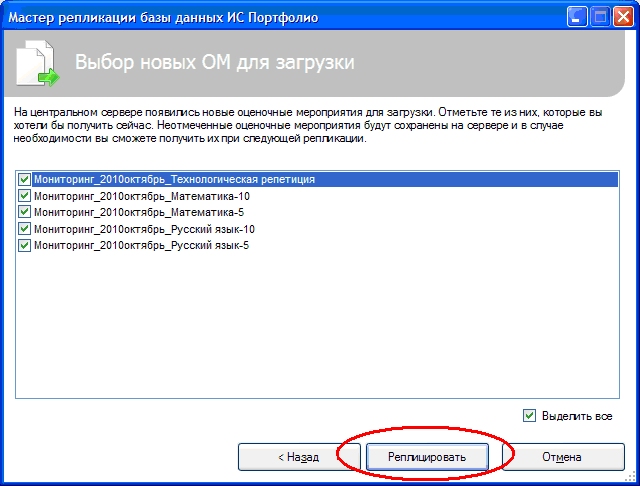 Мастер репликации базы данных ИС Портфолио
Выбор новых ОМ для загрузки
На центральном сервере появились новые оценочные мероприятия для загрузки. Отметьте те из них, которые вы
хотели бы получить сейчас. Неотмеченные оценочные мероприятия будут сохранены на сервере и в случае
необходимости вы сможете получить их при следующей репликации.
Мониторинг_2010октябрь_Технологическая репетиция
Мониторинг_2010октябрь_Математика-10
Мониторинг_2010октябрь_Математика-5
Мониторинг_2010октябрь_Русский язык-10
Мониторинг_2010октябрь_Русский язык-5
Выделить все
< Назад Реплицировать Отмена